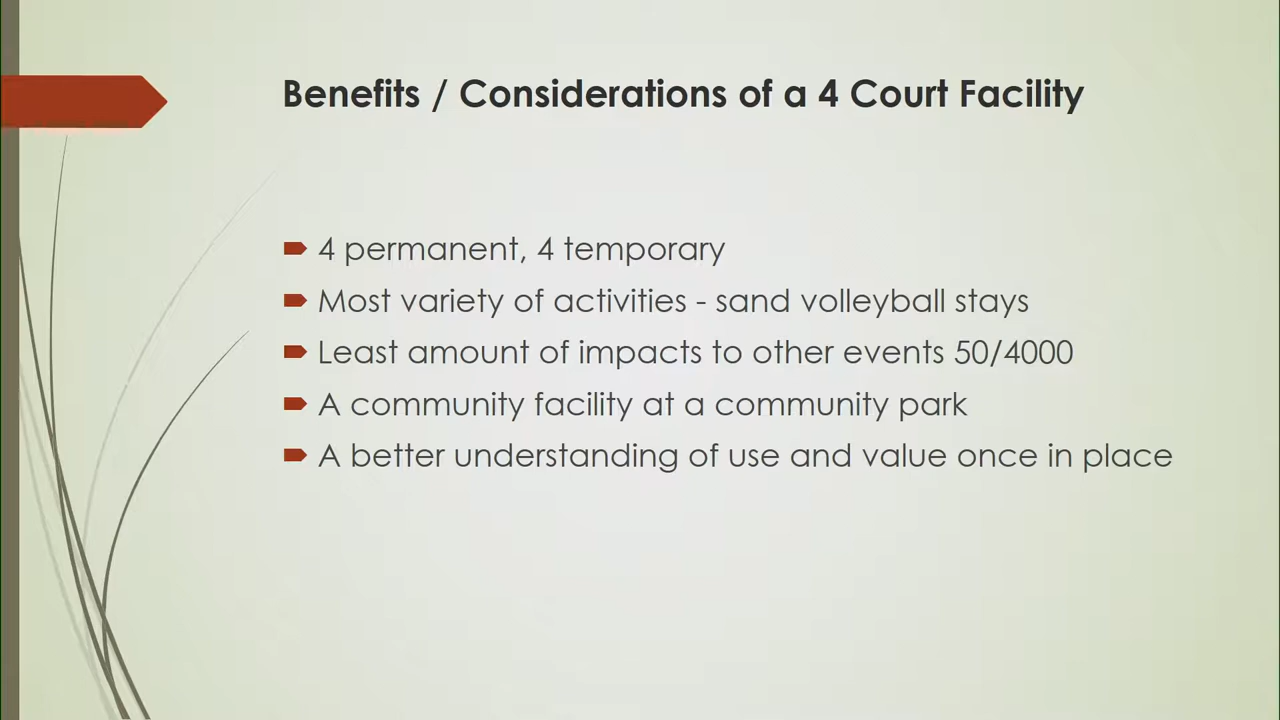 Benefits / Considerations of a 4 Court Facility
4 permanent, 4 temporary
Most variety of activities - sand volleyball stays
Least amount of impacts to other events 50/4000
A community facility at a community park
A better understanding of use and value once in place